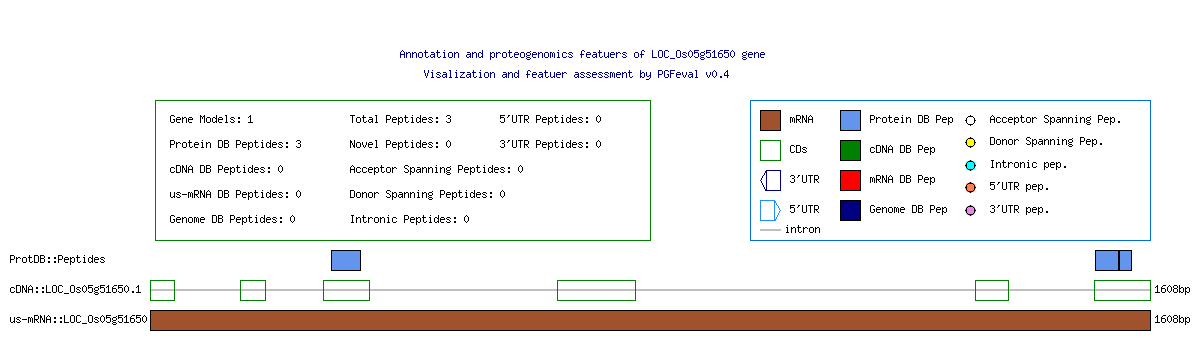 Annotation and proteogenomics featuers of LOC_Os05g51650 gene
Visalization and featuer assessment by PGFeval v0.4
Gene Models: 1 Total Peptides: 3 5'UTR Peptides: 0
Protein DB Peptides: 3 Novel Peptides: 0 3'UTR Peptides: 0
cDNA DB Peptides: 0 Acceptor Spanning Peptides: 0
us-mRNA DB Peptides: 0 Donor Spanning Peptides: 0
Genome DB Peptides: 0 Intronic Peptides: 0
mRNA Protein DB Pep Acceptor Spanning Pep.
CDs cDNA DB Pep Donor Spanning Pep.
3'UTR mRNA DB Pep Intronic pep.
5'UTR Genome DB Pep 5'UTR pep.
intron 3'UTR pep.
ProtDB::Peptides
cDNA::LOC_Os05g51650.1 1608bp
us-mRNA::LOC_Os05g51650 1608bp